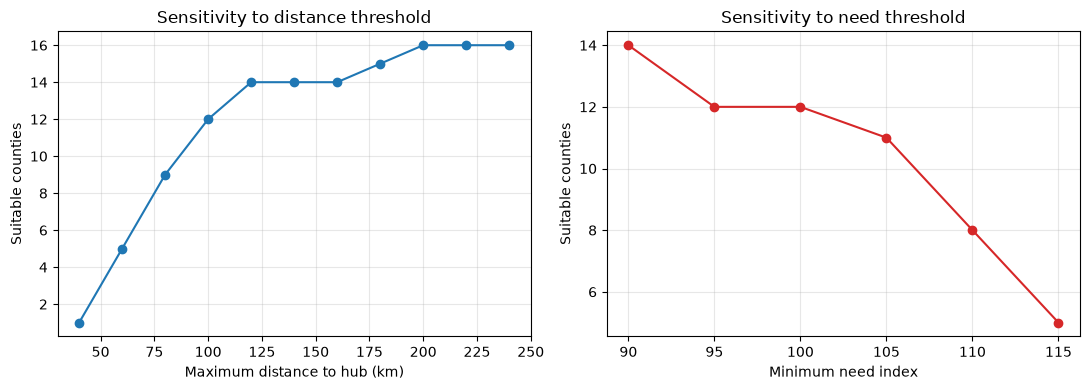 Sensitivity to distance threshold
16
14
12
10
8
6
4
2
Suitable counties
50 75 100 125 150 175 200 225 250
Maximum distance to hub (km)
Sensitivity to need threshold
14
12
10
8
6
Suitable counties
90 95 100 105 110 115
Minimum need index